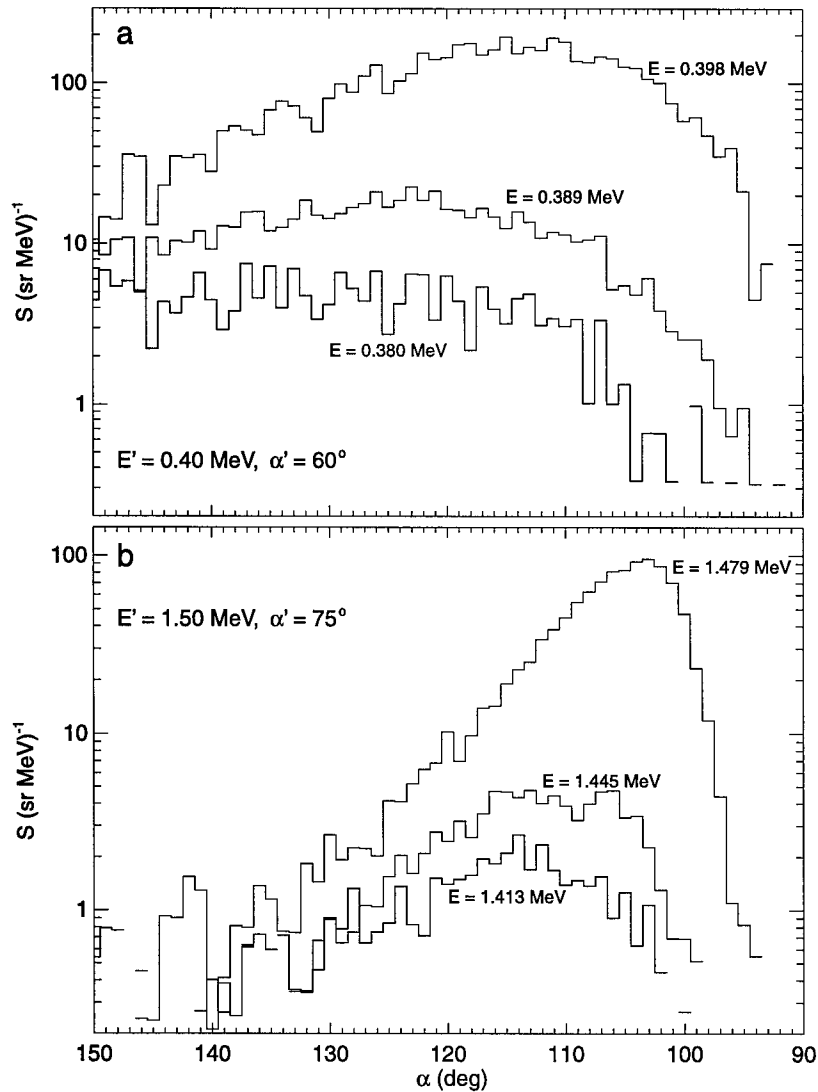 a
100
10
1
S (sr MeV)⁻¹
E = 0.398 MeV
E = 0.389 MeV
E = 0.380 MeV
E' = 0.40 MeV, α' = 60°
b
100
10
1
S (sr MeV)⁻¹
E' = 1.50 MeV, α' = 75°
E = 1.479 MeV
E = 1.445 MeV
E = 1.413 MeV
150 140 130 120 110 100 90
α (deg)